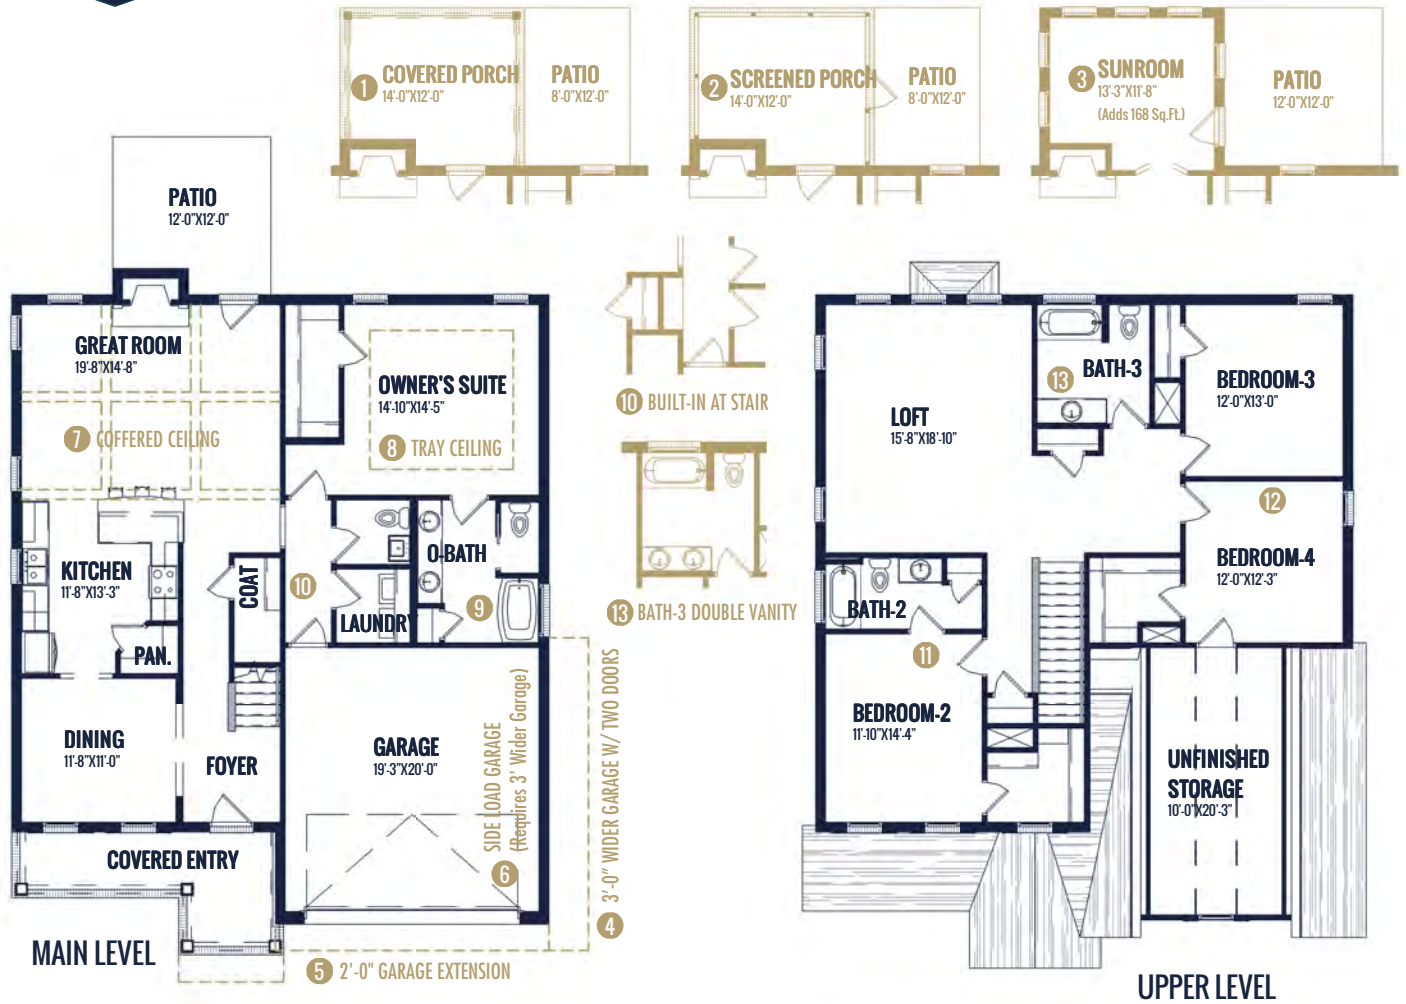 1 COVERED PORCH
14'-0"X12'-0"
PATIO
8'-0"X12'-0"
2 SCREENED PORCH
14'-0"X12'-0"
PATIO
8'-0"X12'-0"
3 SUNROOM
13'-3"X11'-8"
(Adds 168 Sq.Ft.)
PATIO
12'-0"X12'-0"
PATIO
12'-0"X12'-0"
GREAT ROOM
19'-8"X14'-8"
7 COFFERED CEILING
OWNER'S SUITE
14'-10"X14'-5"
8 TRAY CEILING
KITCHEN
11'-8"X13'-3"
COAT
10
O-BATH
9
LAUNDRY
PAN.
DINING
11'-8"X11'-0"
FOYER
GARAGE
19'-3"X20'-0"
SIDE LOAD GARAGE
(Requires 3' Wider Garage)
6
3'-0" WIDER GARAGE W/ TWO DOORS
4
COVERED ENTRY
MAIN LEVEL
5 2'-0" GARAGE EXTENSION
10 BUILT-IN AT STAIR
13 BATH-3 DOUBLE VANITY
LOFT
15'-8"X18'-10"
13
BATH-3
BEDROOM-3
12'-0"X13'-0"
12
BEDROOM-4
12'-0"X12'-3"
BATH-2
11
BEDROOM-2
11'-10"X14'-4"
UNFINISHED
STORAGE
10'-0"X20'-3"
UPPER LEVEL